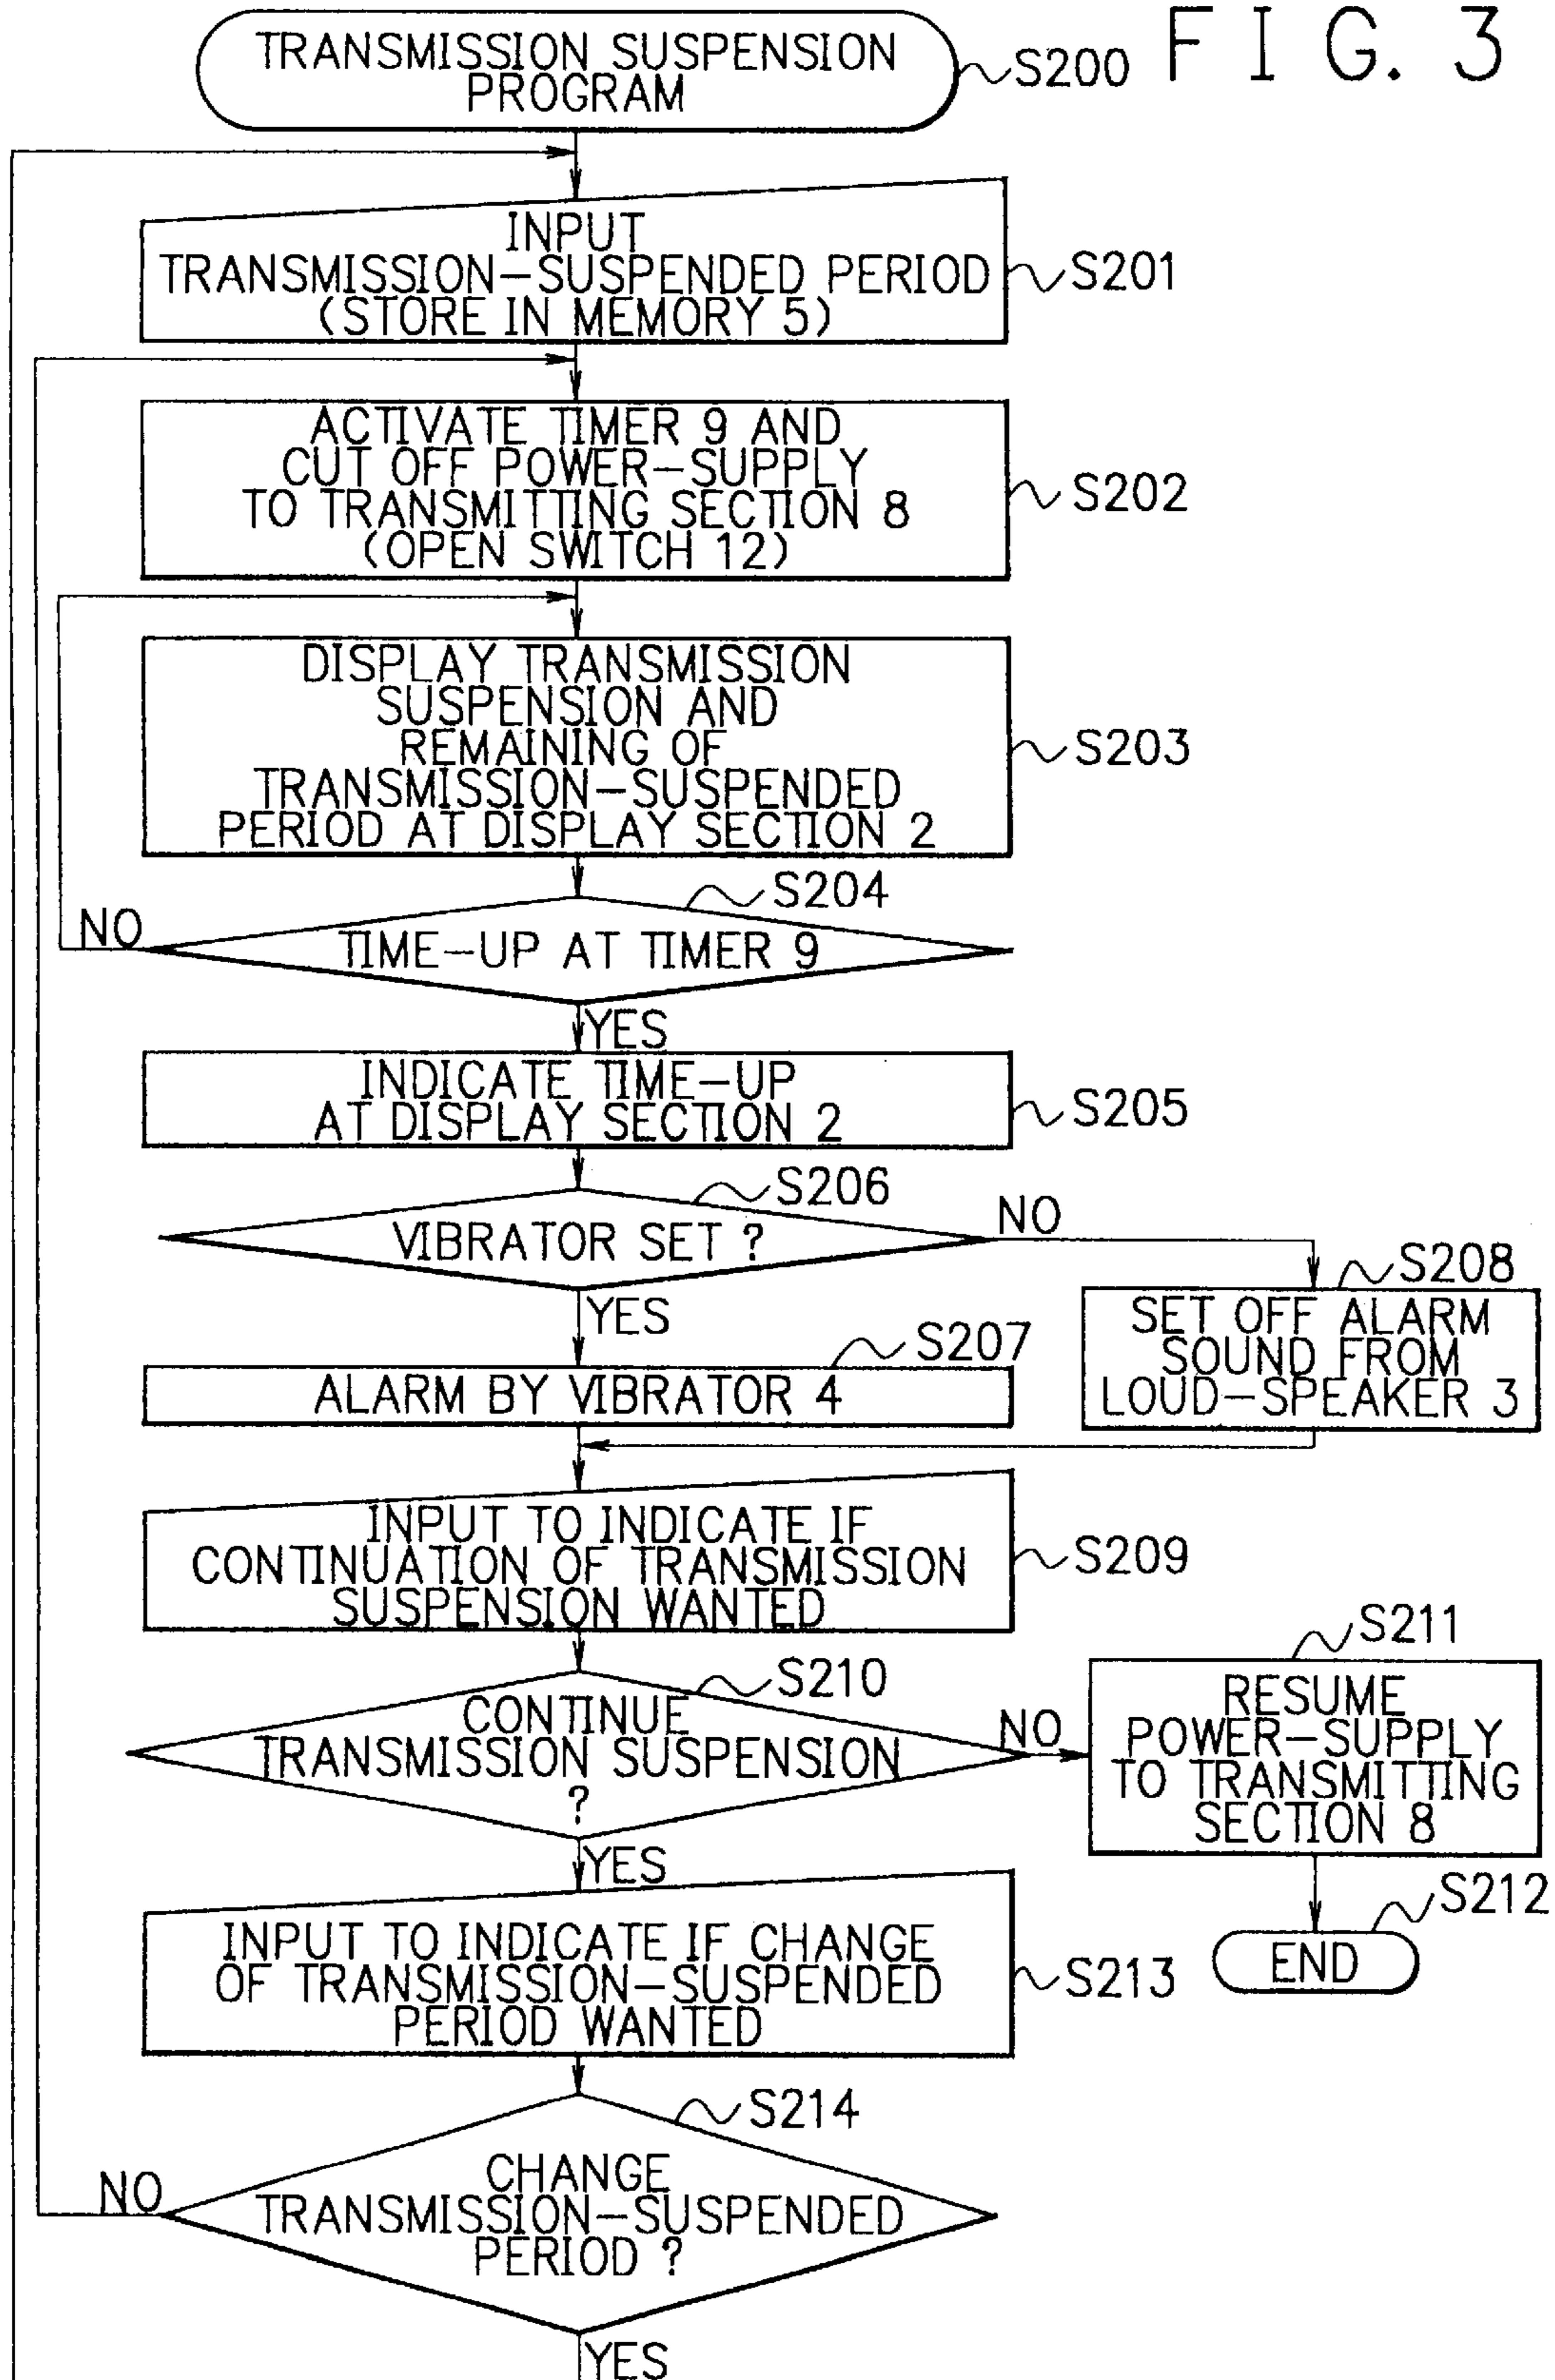 FIG. 3
TRANSMISSION SUSPENSION
PROGRAM
S200
INPUT
TRANSMISSION-SUSPENDED PERIOD
(STORE IN MEMORY 5)
S201
ACTIVATE TIMER 9 AND
CUT OFF POWER-SUPPLY
TO TRANSMITTING SECTION 8
(OPEN SWITCH 12)
S202
DISPLAY TRANSMISSION
SUSPENSION AND
REMAINING OF
TRANSMISSION-SUSPENDED
PERIOD AT DISPLAY SECTION 2
S203
S204
NO
TIME-UP AT TIMER 9
YES
INDICATE TIME-UP
AT DISPLAY SECTION 2
S205
S206
VIBRATOR SET ?
NO
YES
S208
SET OFF ALARM
SOUND FROM
LOUD-SPEAKER 3
S207
ALARM BY VIBRATOR 4
INPUT TO INDICATE IF
CONTINUATION OF TRANSMISSION
SUSPENSION WANTED
S209
S210
CONTINUE
TRANSMISSION SUSPENSION
?
NO
YES
S211
RESUME
POWER-SUPPLY
TO TRANSMITTING
SECTION 8
S212
END
INPUT TO INDICATE IF CHANGE
OF TRANSMISSION-SUSPENDED
PERIOD WANTED
S213
S214
NO
CHANGE
TRANSMISSION-SUSPENDED
PERIOD ?
YES